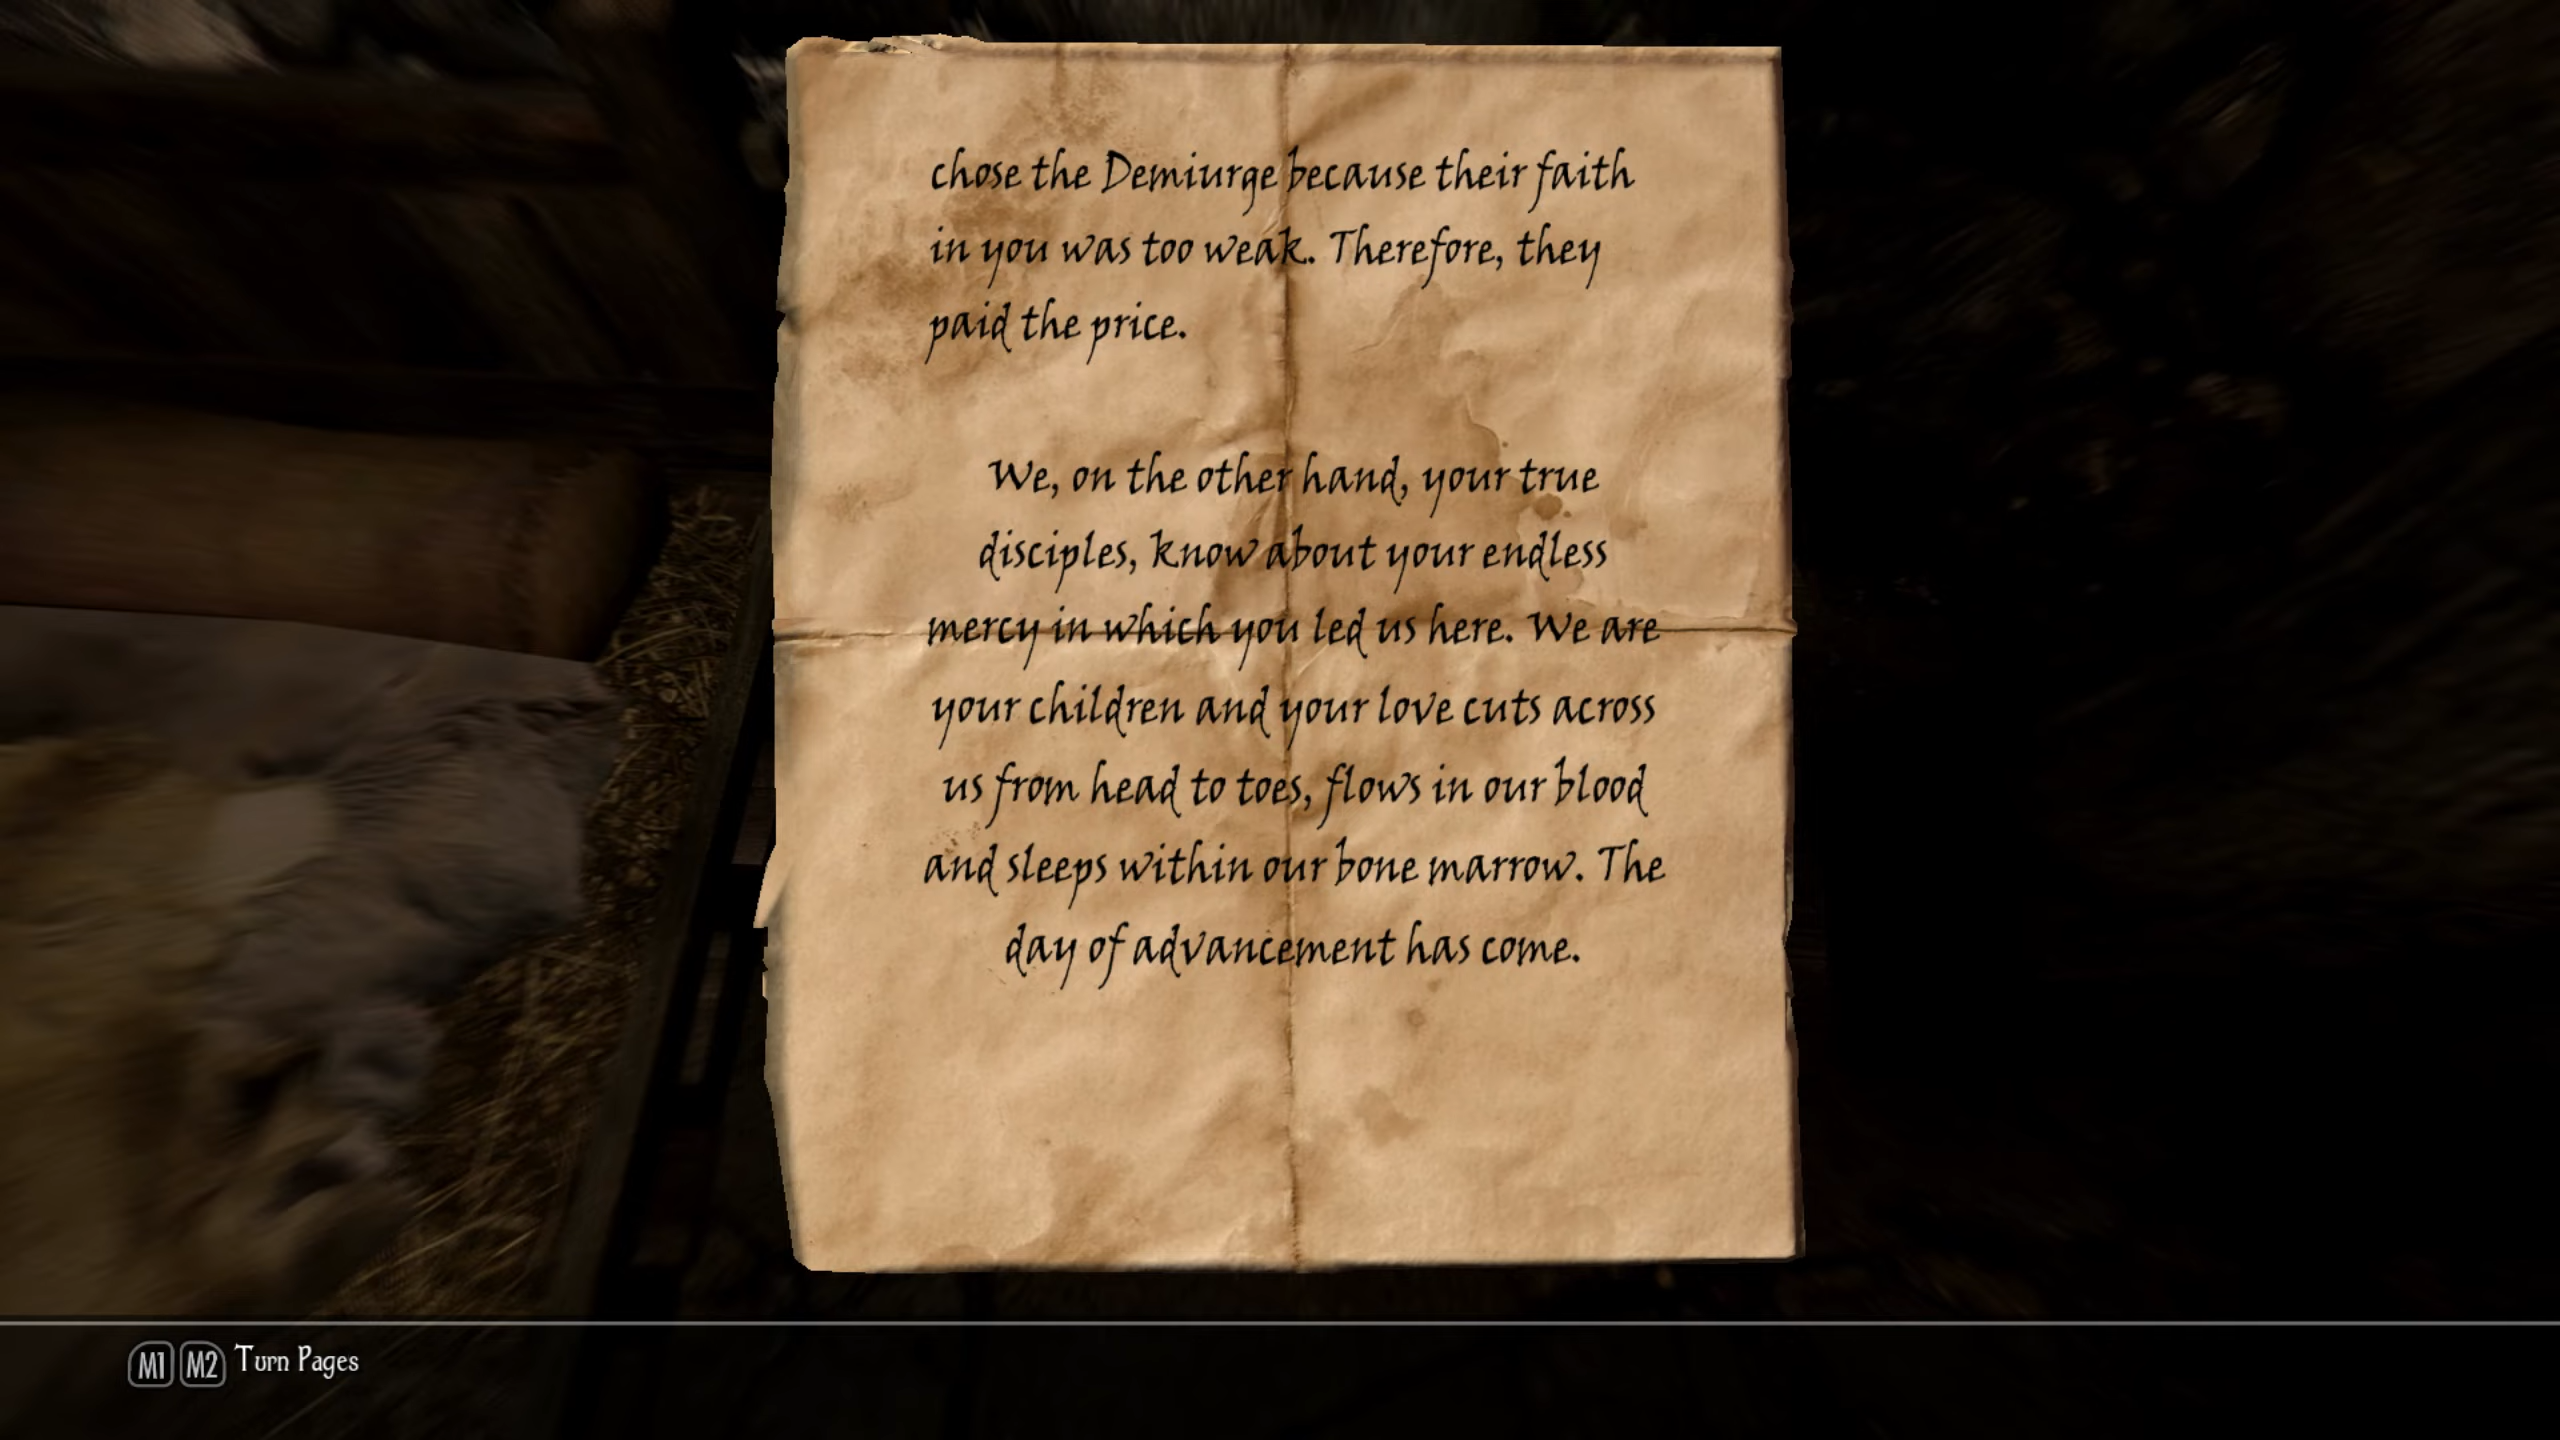 chose the Demiurge because their faith
in you was too weak. Therefore, they
paid the price.
We, on the other hand, your true
disciples, know about your endless
mercy in which you led us here. We are
your children and your love cuts across
us from head to toes, flows in our blood
and sleeps within our bone marrow. The
day of advancement has come.
M1 M2 Turn Pages